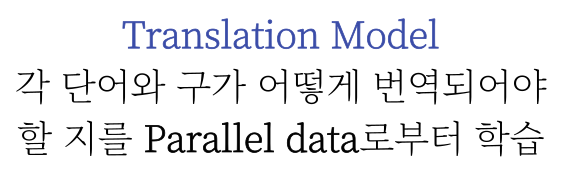 Translation Model
각 단어와 구가 어떻게 번역되어야
할 지를 Parallel data로부터 학습